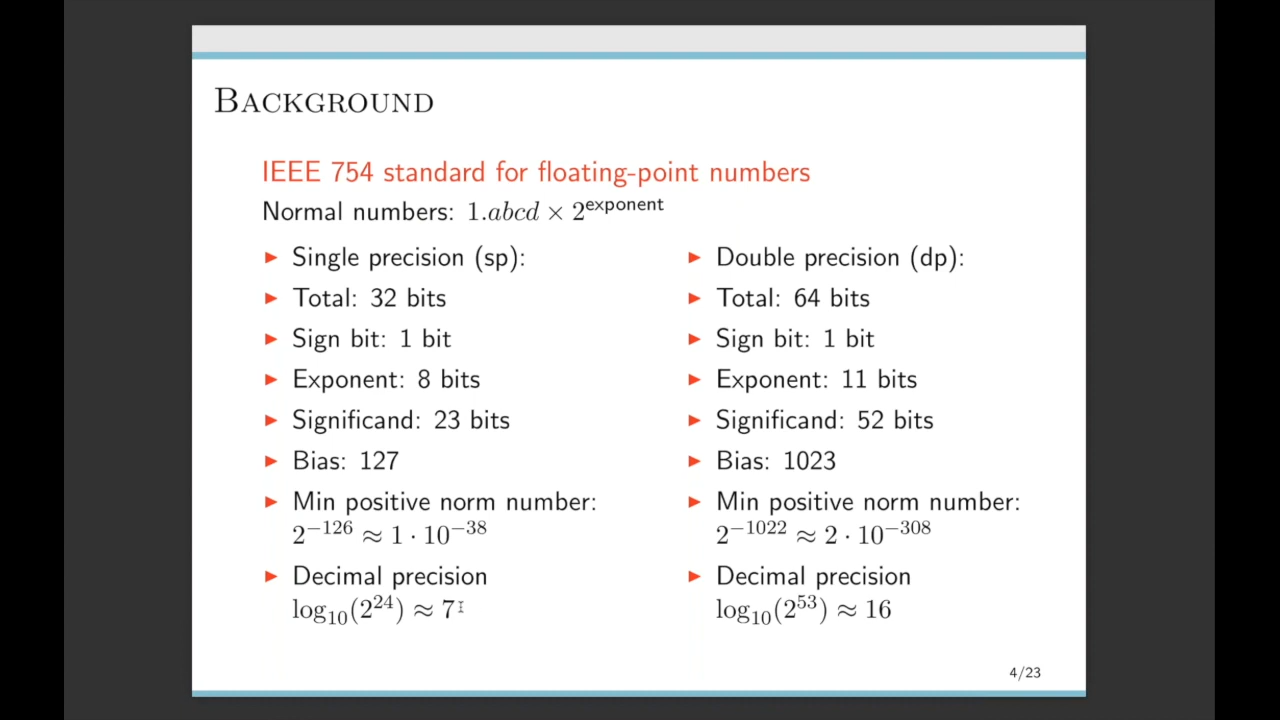 BACKGROUND
IEEE 754 standard for floating-point numbers
Normal numbers: 1.abcd × 2^exponent
▶ Single precision (sp):
▶ Total: 32 bits
▶ Sign bit: 1 bit
▶ Exponent: 8 bits
▶ Significand: 23 bits
▶ Bias: 127
▶ Min positive norm number:
2^−126 ≈ 1 · 10^−38
▶ Decimal precision
log_10(2^24) ≈ 7
▶ Double precision (dp):
▶ Total: 64 bits
▶ Sign bit: 1 bit
▶ Exponent: 11 bits
▶ Significand: 52 bits
▶ Bias: 1023
▶ Min positive norm number:
2^−1022 ≈ 2 · 10^−308
▶ Decimal precision
log_10(2^53) ≈ 16
4/23